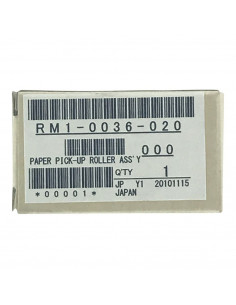 RM1-0036-020
000
PAPER PICK-UP ROLLER ASS'Y
Q'TY 1
JP Y1 20101115
*00001* JAPAN